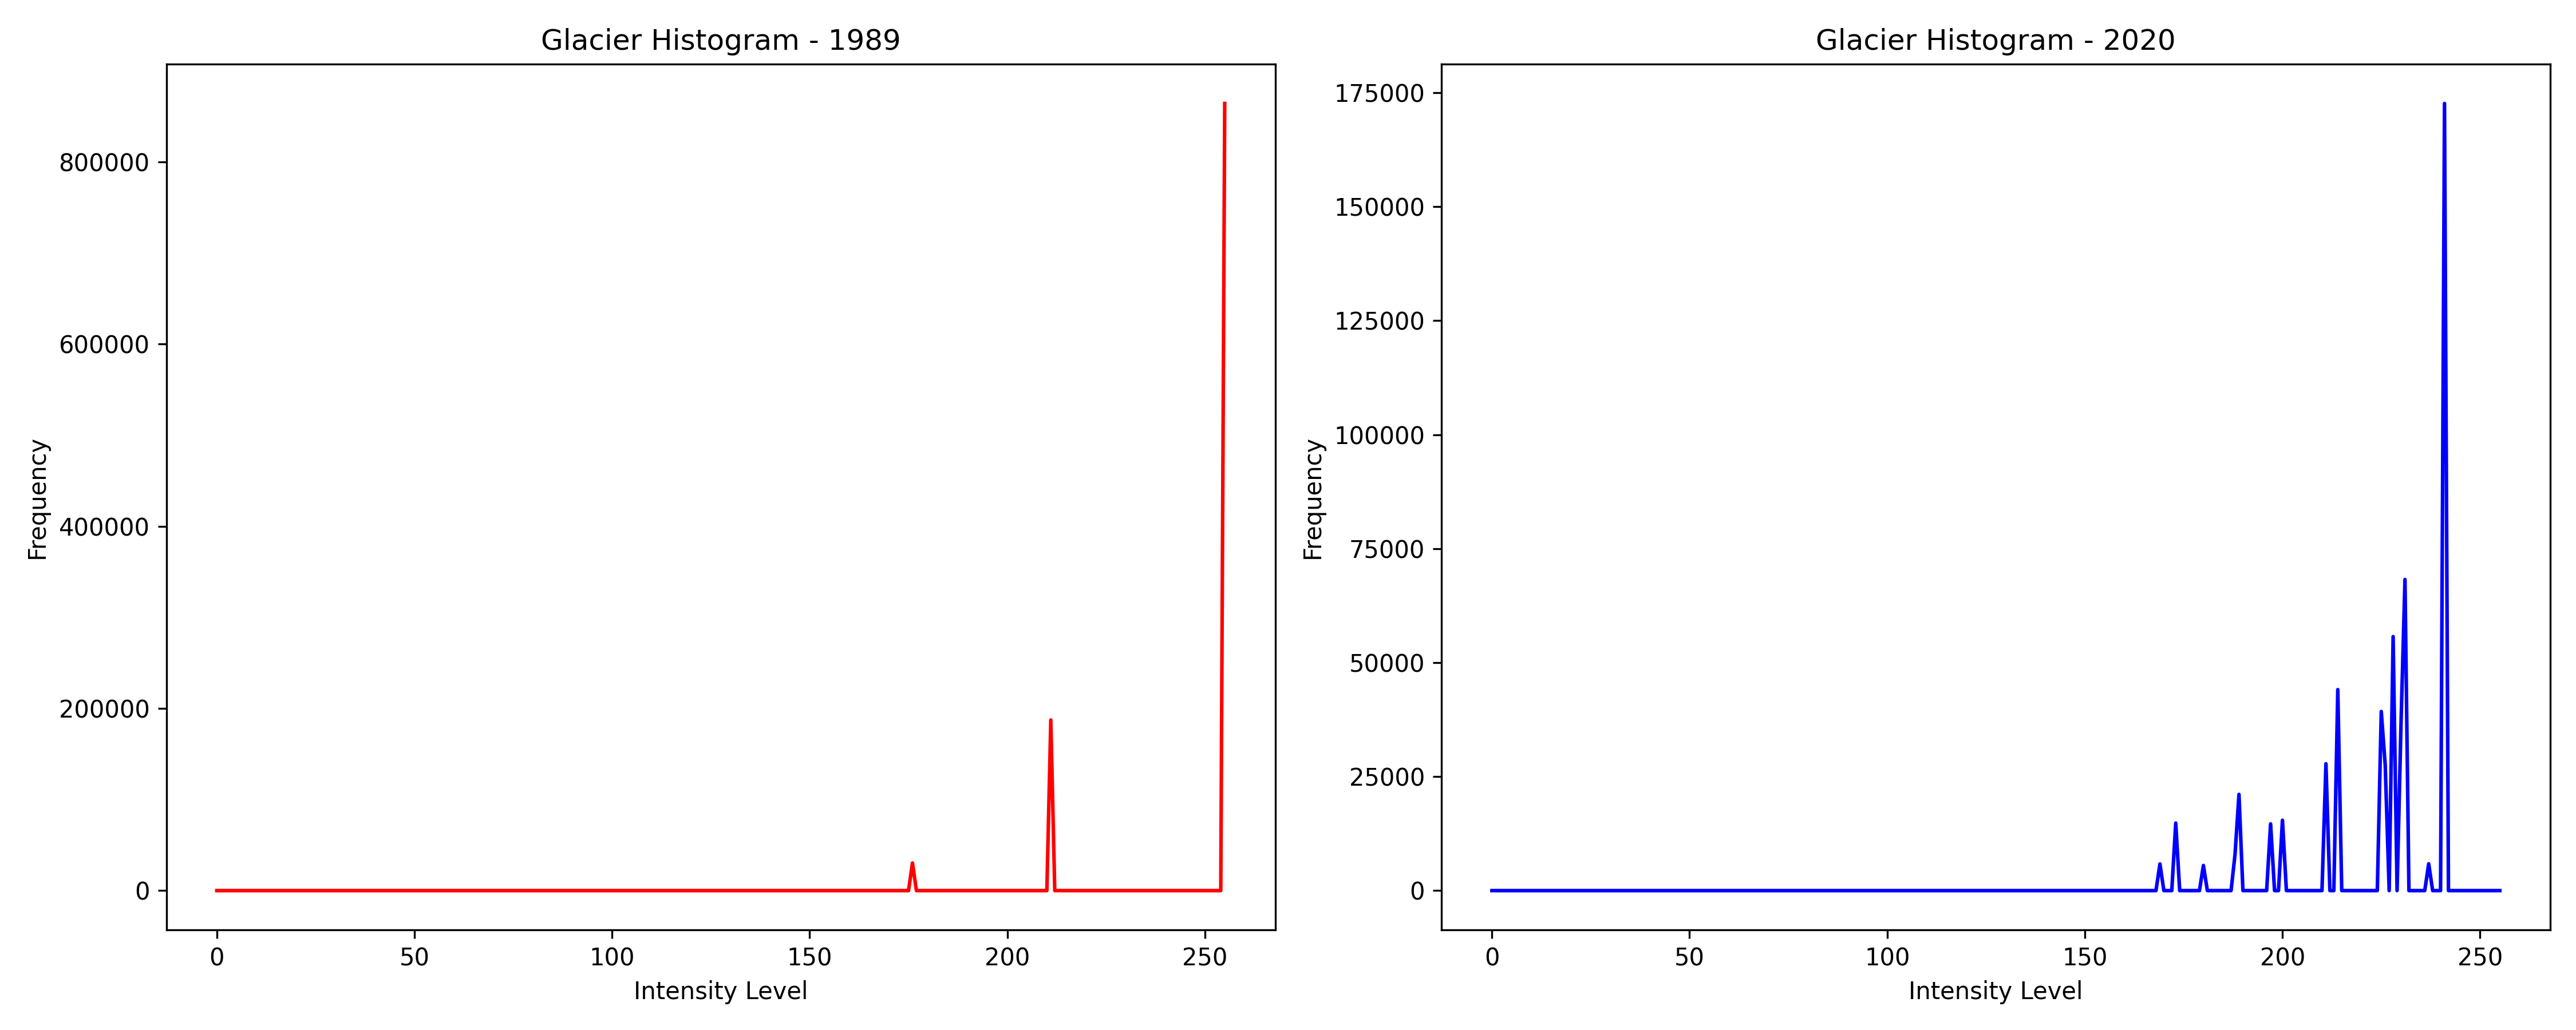 Glacier Histogram - 1989
800000
600000
400000
200000
0
Frequency
0 50 100 150 200 250
Intensity Level
Glacier Histogram - 2020
175000
150000
125000
100000
75000
50000
25000
0
Frequency
0 50 100 150 200 250
Intensity Level